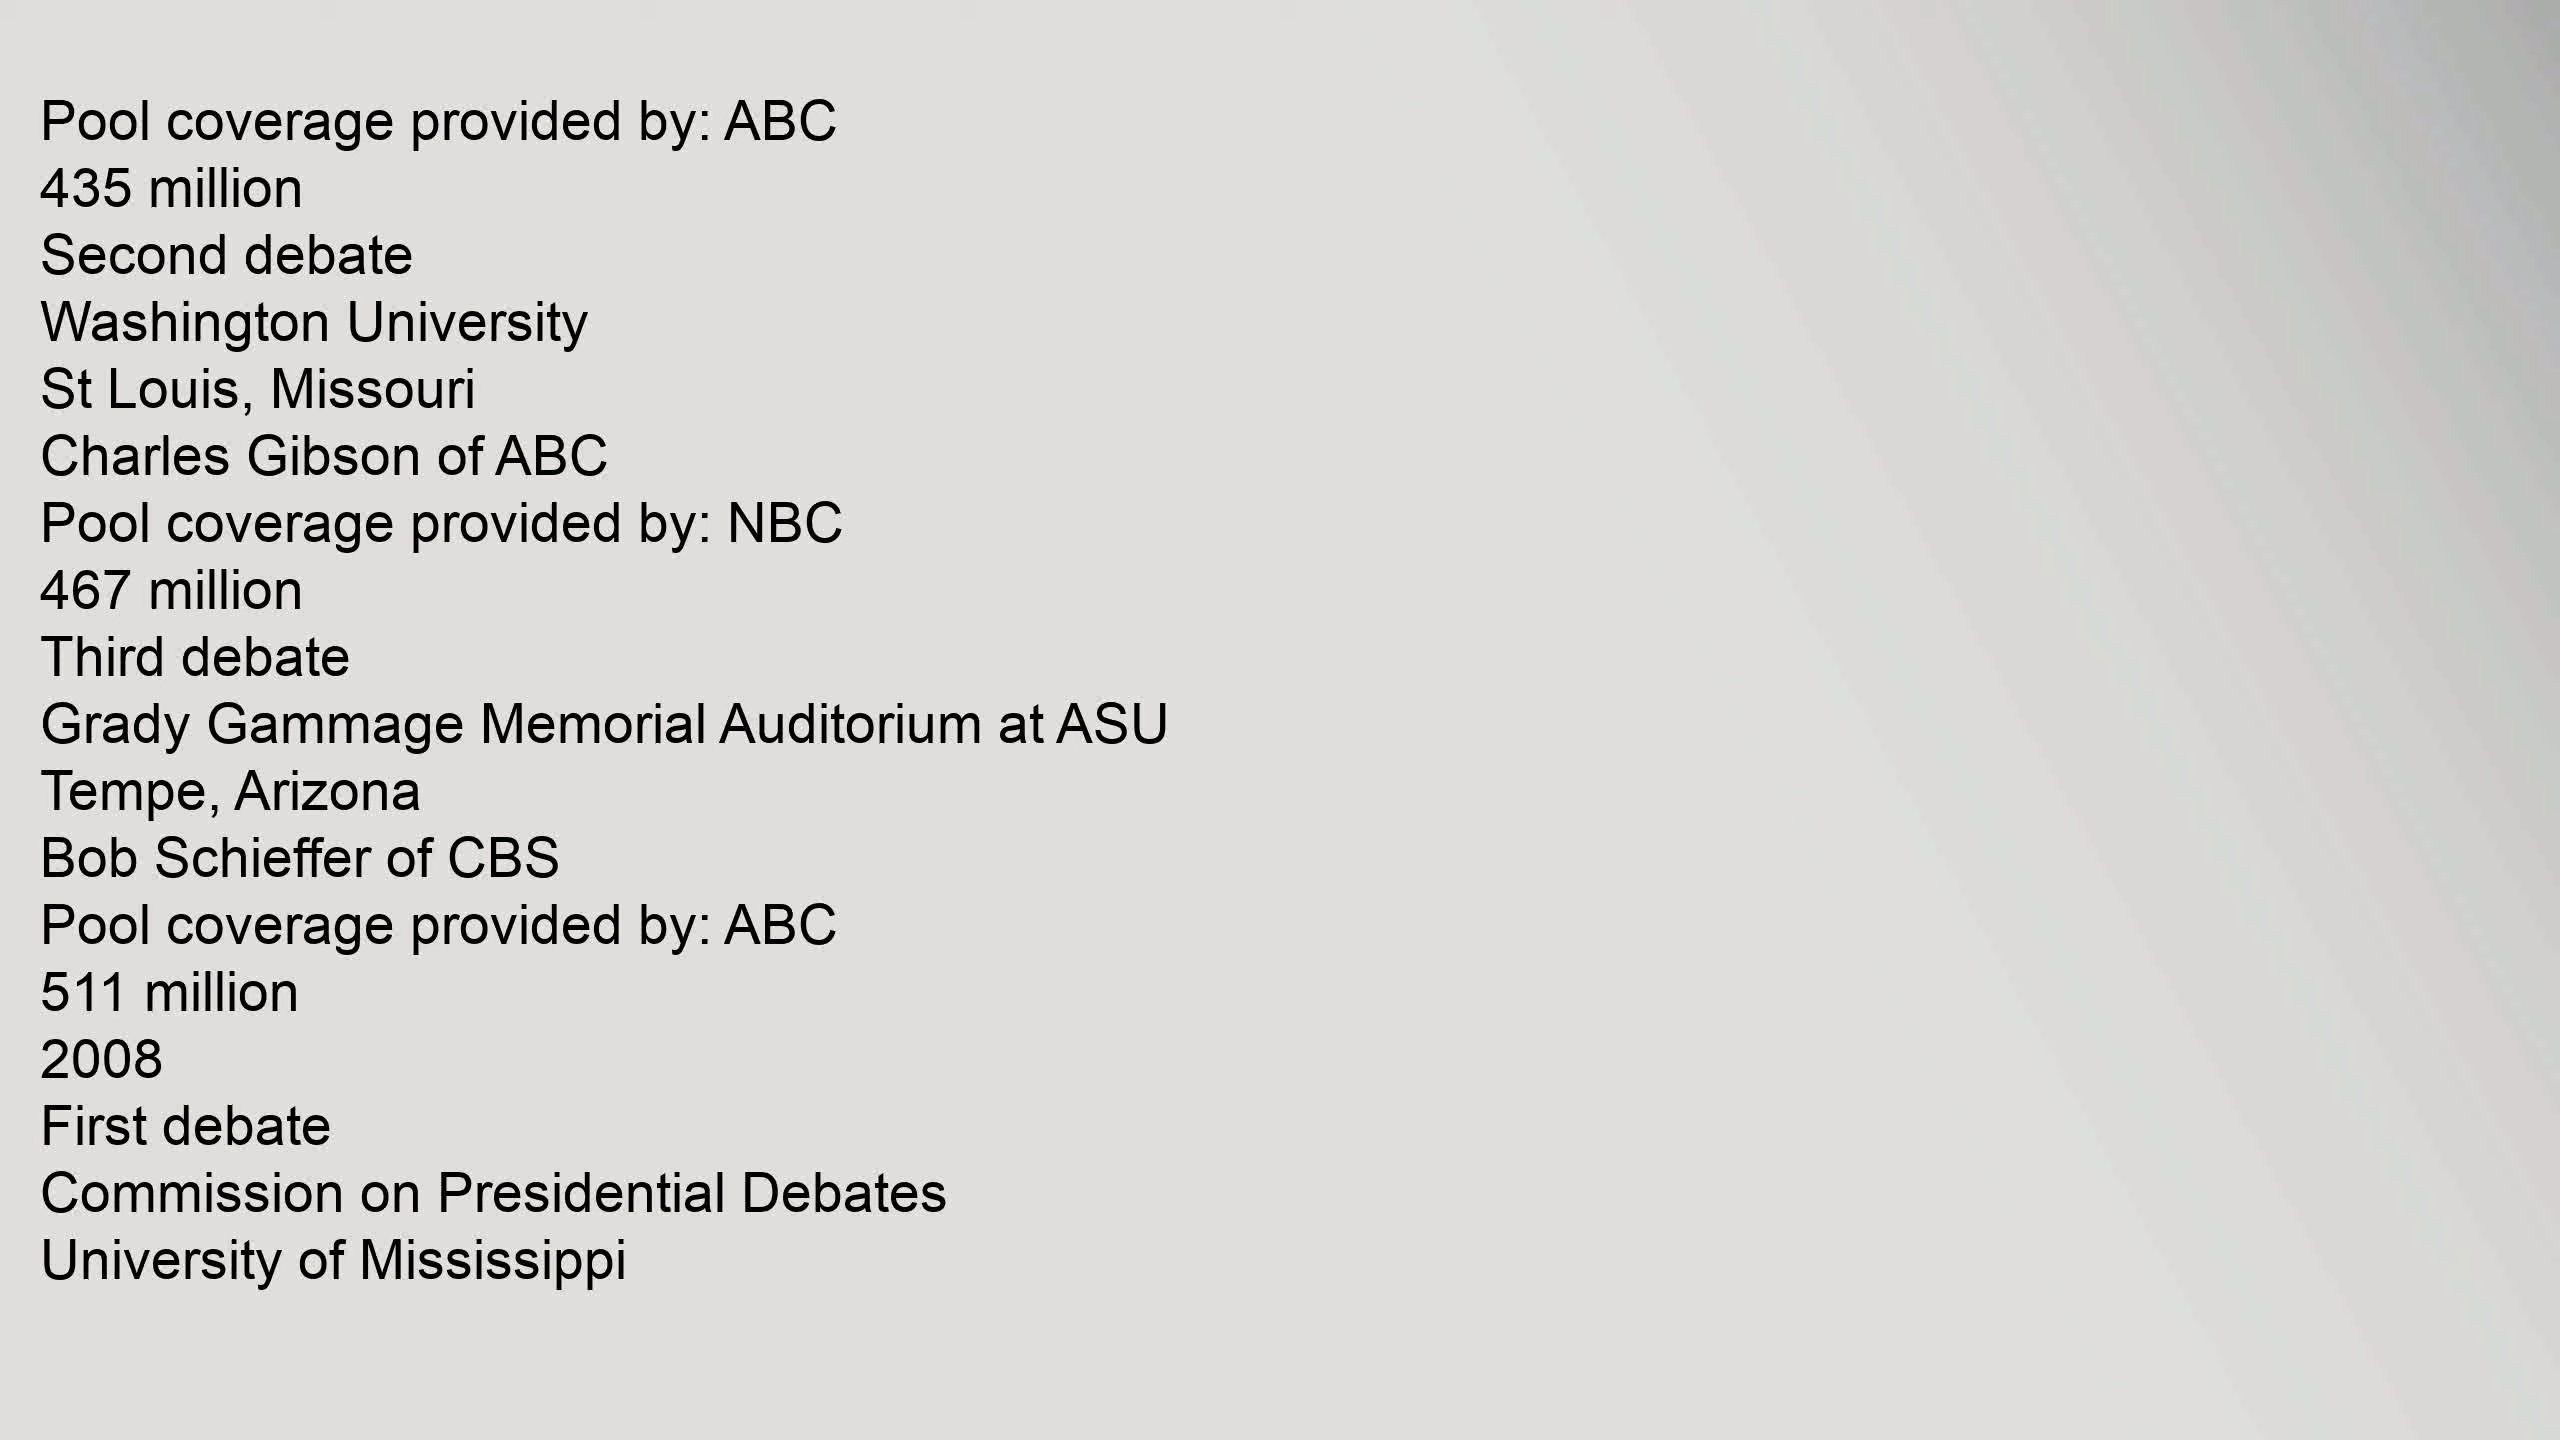 Pool coverage provided by: ABC
435 million
Second debate
Washington University
St Louis, Missouri
Charles Gibson of ABC
Pool coverage provided by: NBC
467 million
Third debate
Grady Gammage Memorial Auditorium at ASU
Tempe, Arizona
Bob Schieffer of CBS
Pool coverage provided by: ABC
511 million
2008
First debate
Commission on Presidential Debates
University of Mississippi